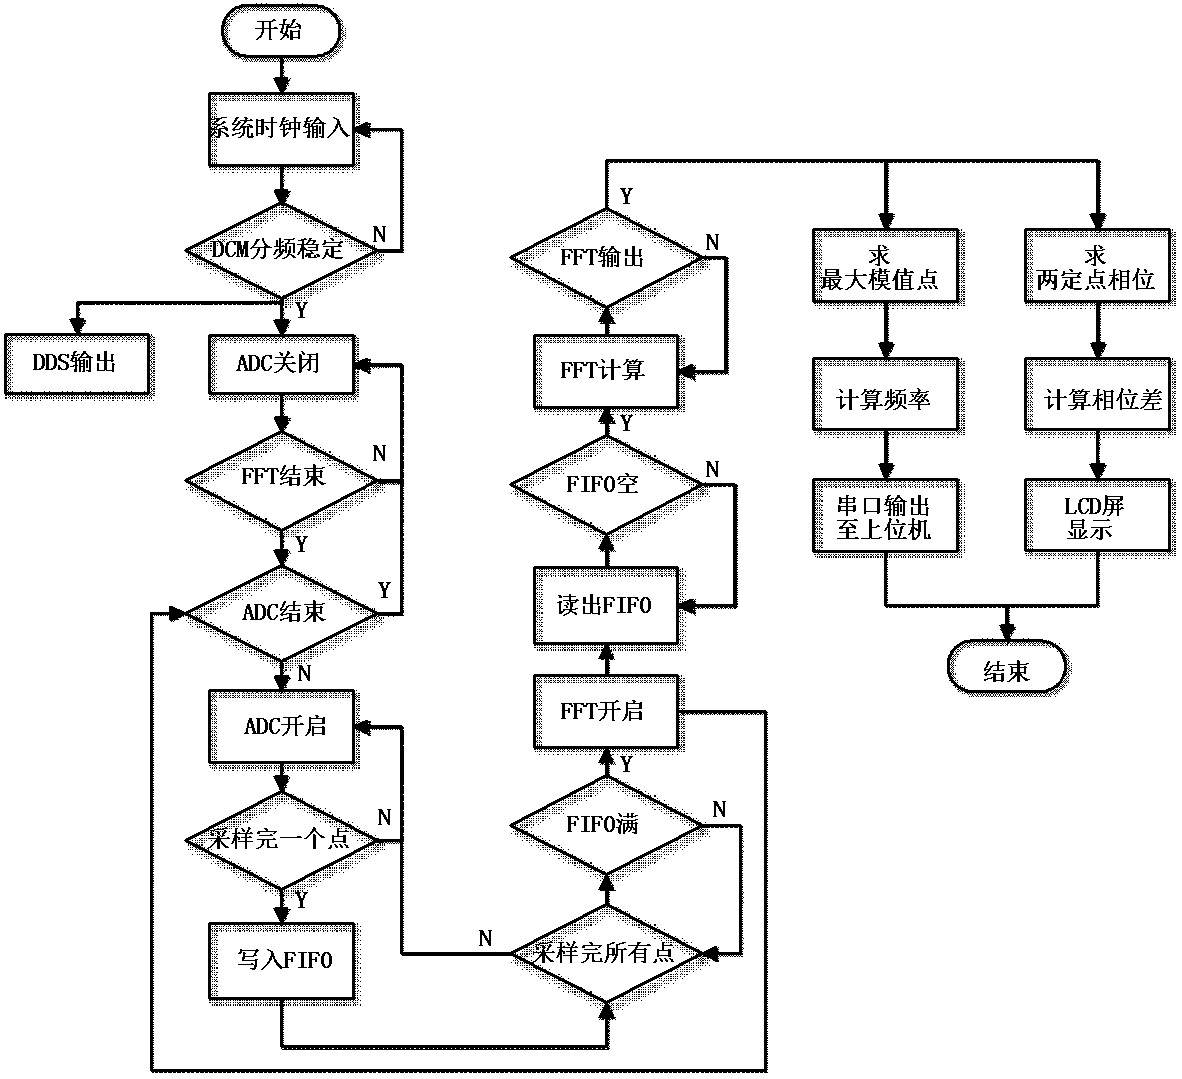 开始
系统时钟输入
DCM分频稳定
N
Y
DDS输出
ADC关闭
FFT结束
N
Y
ADC结束
Y
N
ADC开启
采样完一个点
N
Y
写入FIFO
采样完所有点
N
FIFO满
N
Y
FFT开启
读出FIFO
FIFO空
N
Y
FFT计算
FFT输出
N
Y
求
最大模值点
计算频率
串口输出
至上位机
求
两定点相位
计算相位差
LCD屏
显示
结束